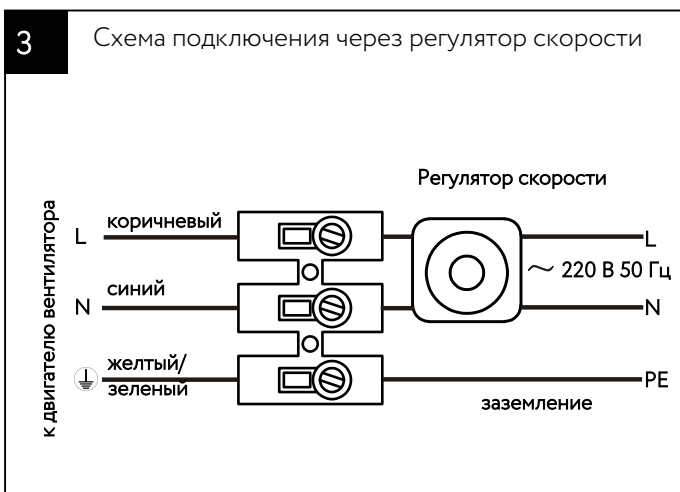 3
Схема подключения через регулятор скорости
Регулятор скорости
к двигателю вентилятора
L
коричневый
L
~ 220 В 50 Гц
N
синий
N
желтый/
зеленый
PE
заземление